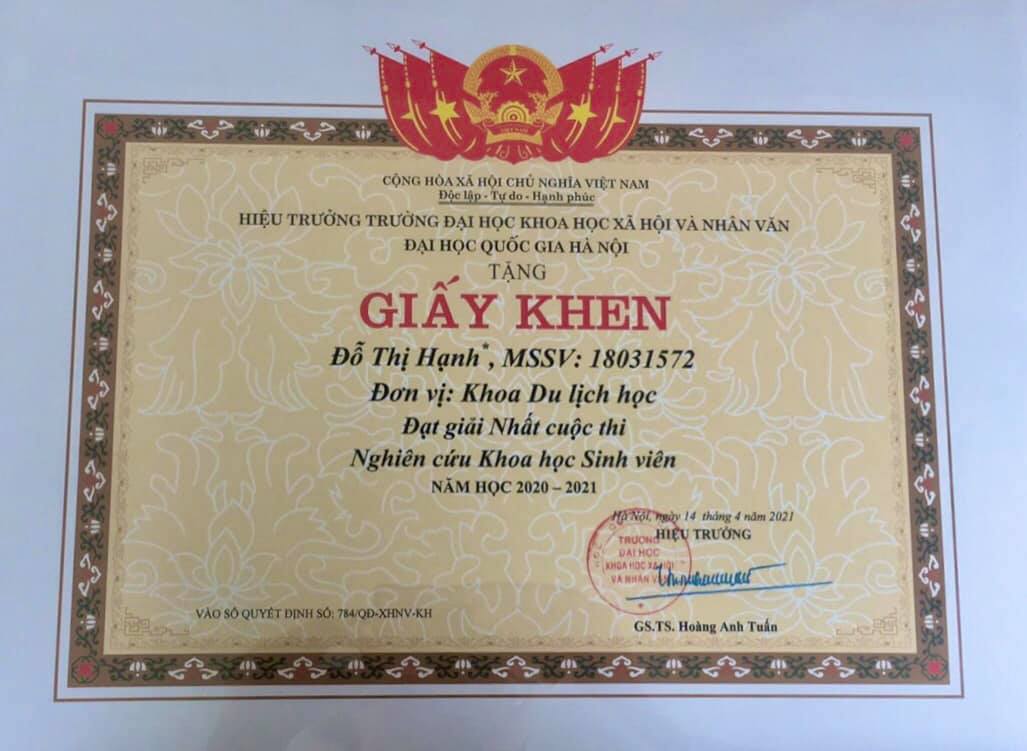 VIỆT NAM
CỘNG HÒA XÃ HỘI CHỦ NGHĨA VIỆT NAM
Độc lập - Tự do - Hạnh phúc
HIỆU TRƯỞNG TRƯỜNG ĐẠI HỌC KHOA HỌC XÃ HỘI VÀ NHÂN VĂN
ĐẠI HỌC QUỐC GIA HÀ NỘI
TẶNG
GIẤY KHEN
Đỗ Thị Hạnh*, MSSV: 18031572
Đơn vị: Khoa Du lịch học
Đạt giải Nhất cuộc thi
Nghiên cứu Khoa học Sinh viên
NĂM HỌC 2020 – 2021
Hà Nội, ngày 14 tháng 4 năm 2021
HIỆU TRƯỞNG
TRƯỜNG
ĐẠI HỌC
KHOA HỌC XÃ HỘI
VÀ NHÂN VĂN
VÀO SỔ QUYẾT ĐỊNH SỐ: 784/QĐ-XHNV-KH
GS.TS. Hoàng Anh Tuấn